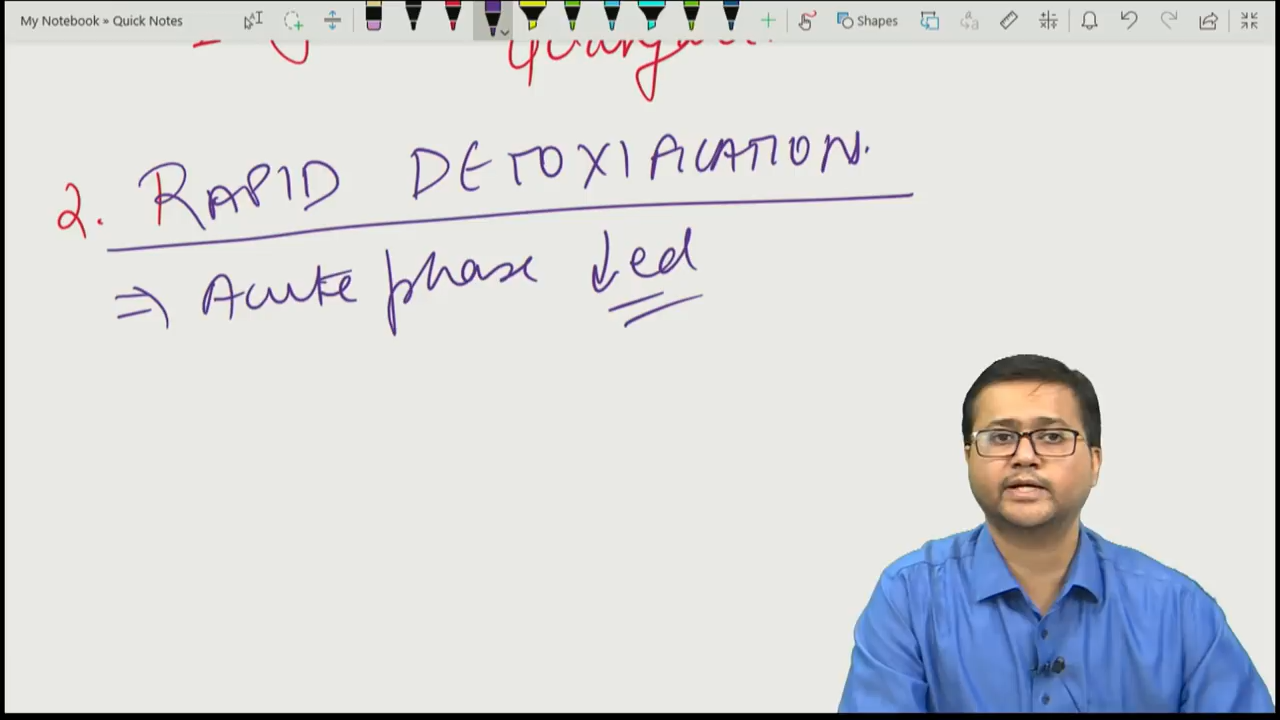 My Notebook » Quick Notes
Shapes
2. RAPID DETOXIFICATION.
⇒ Acute phase ↓ed